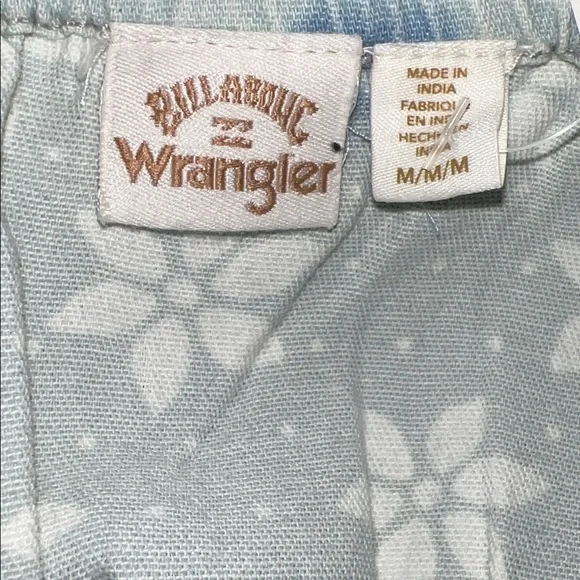 BILLABONG
Wrangler
MADE IN
INDIA
FABRIQUÉ
EN INDE
HECHO EN
INDIA
M/M/M